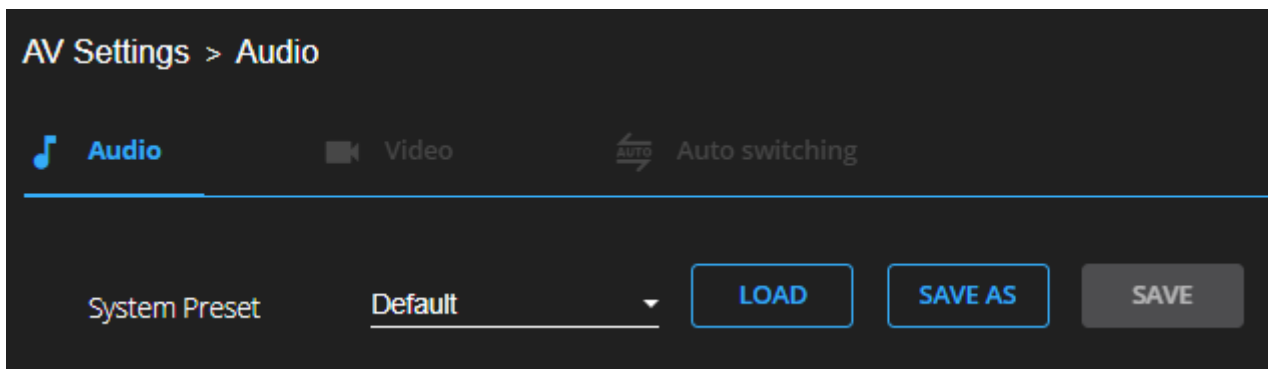 AV Settings > Audio
Audio Video AUTO Auto switching
System Preset Default LOAD SAVE AS SAVE